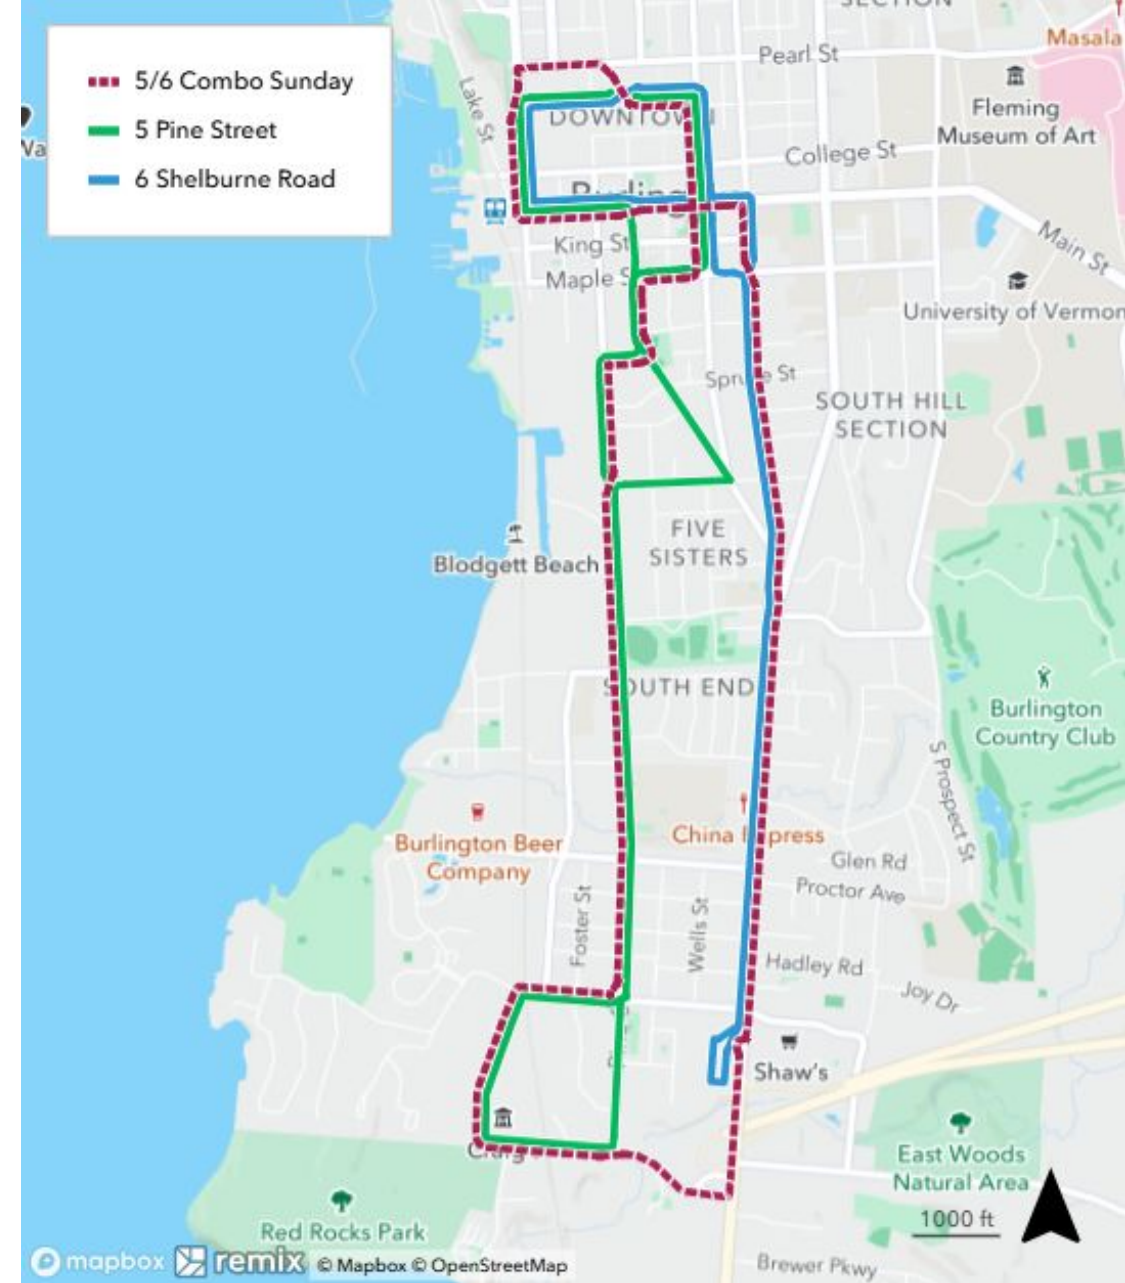 SECTION
Masala
Pearl St
5/6 Combo Sunday
5 Pine Street
6 Shelburne Road
Lake St
Fleming
Museum of Art
DOWNTOWN
College St
Wa
Burling
King St
Main St
Maple S
University of Vermon
Spruce St
SOUTH HILL
SECTION
FIVE
SISTERS
Blodgett Beach
SOUTH END
Burlington
Country Club
S Prospect St
China Express
Burlington Beer
Company
Glen Rd
Proctor Ave
Foster St
Wells St
Hadley Rd
Joy Dr
Shaw's
Craig
East Woods
Natural Area
1000 ft
Red Rocks Park
mapbox remix © Mapbox © OpenStreetMap
Brewer Pkwy